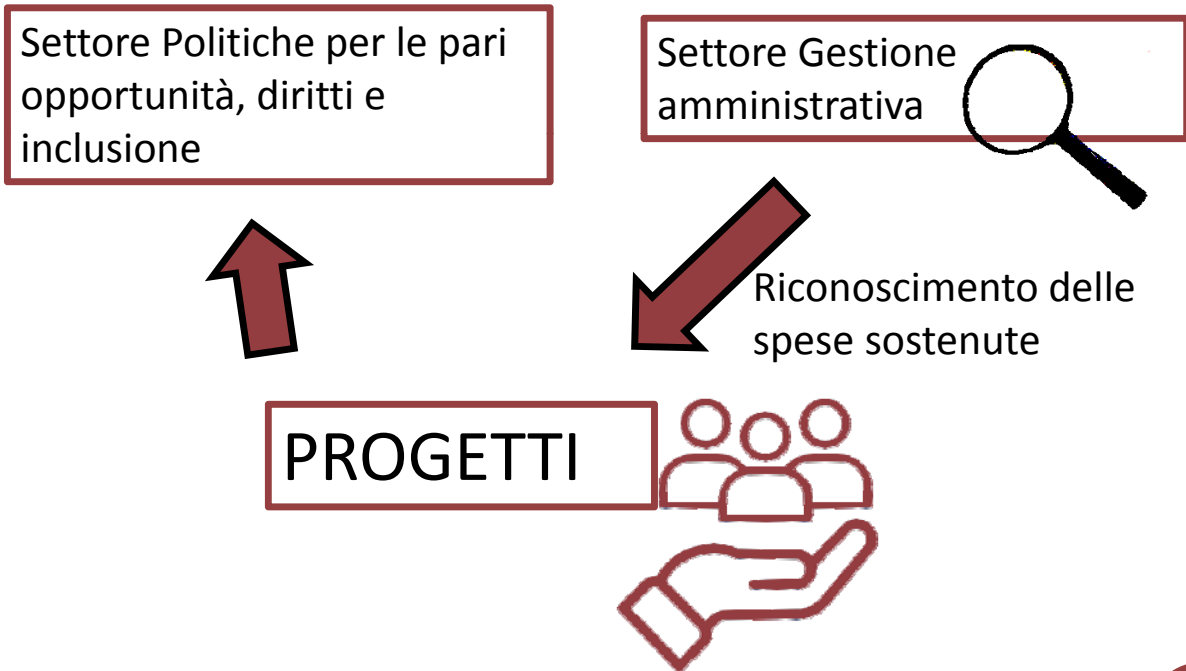 Settore Politiche per le pari
opportunità, diritti e
inclusione
Settore Gestione
amministrativa
Riconoscimento delle
spese sostenute
PROGETTI